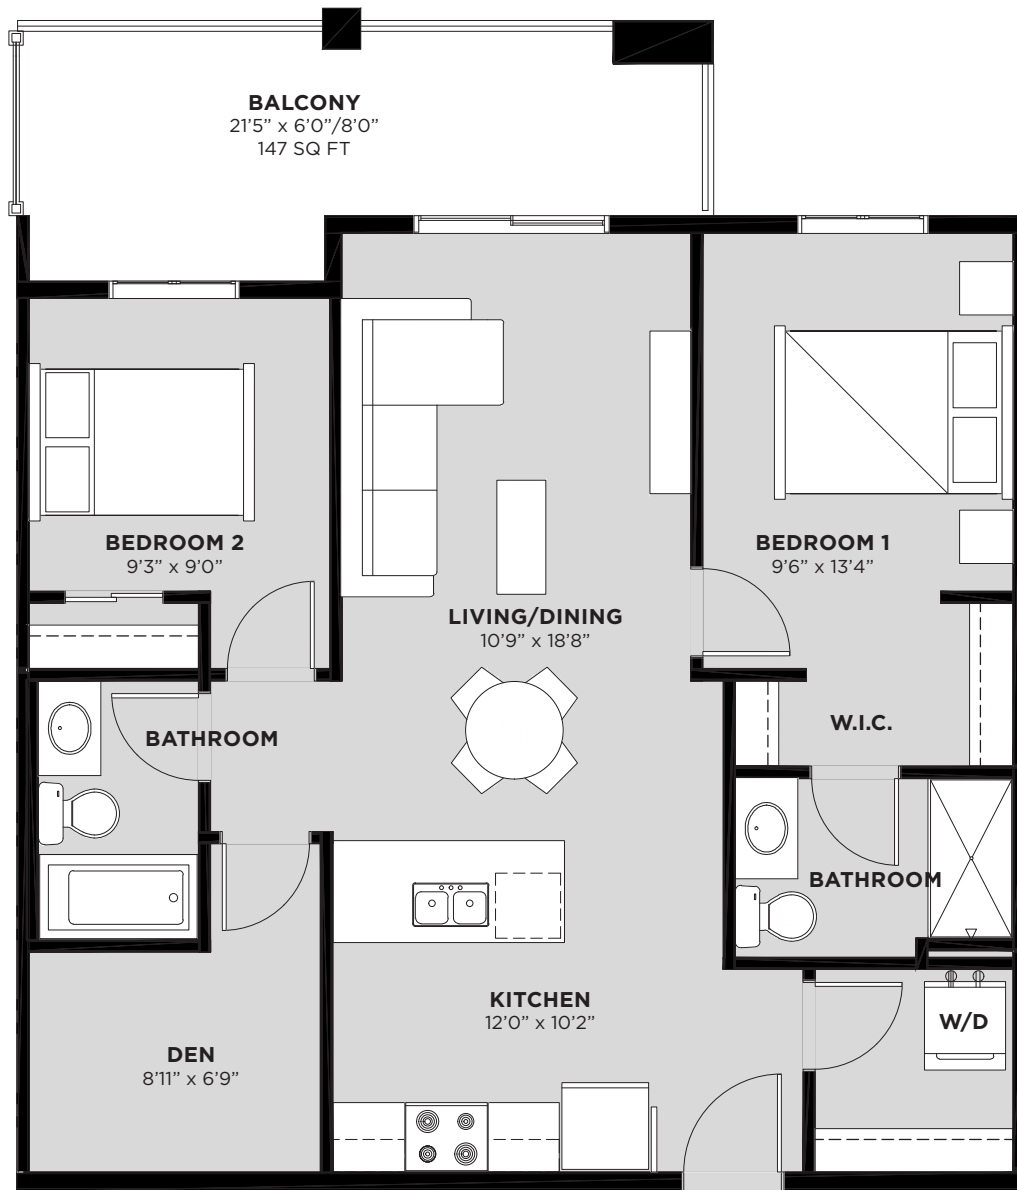 BALCONY
21’5” x 6’0”/8’0”
147 SQ FT
BEDROOM 2
9’3” x 9’0”
BEDROOM 1
9’6” x 13’4”
LIVING/DINING
10’9” x 18’8”
W.I.C.
BATHROOM
BATHROOM
KITCHEN
12’0” x 10’2”
W/D
DEN
8’11” x 6’9”